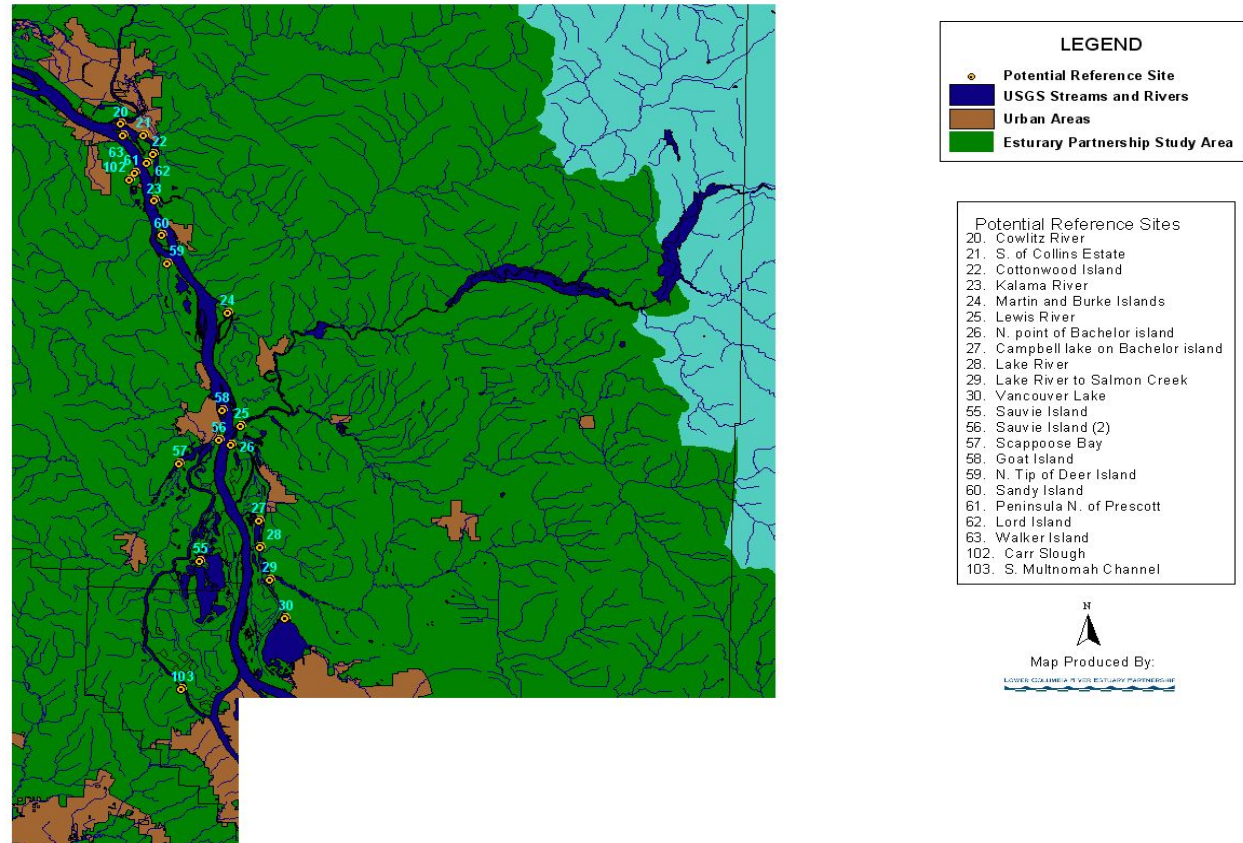 20
21
63
22
61
102
62
23
60
59
24
58
25
56
26
57
27
28
55
29
30
103
LEGEND
Potential Reference Site
USGS Streams and Rivers
Urban Areas
Esturary Partnership Study Area
Potential Reference Sites
20. Cowlitz River
21. S. of Collins Estate
22. Cottonwood Island
23. Kalama River
24. Martin and Burke Islands
25. Lewis River
26. N. point of Bachelor island
27. Campbell lake on Bachelor island
28. Lake River
29. Lake River to Salmon Creek
30. Vancouver Lake
55. Sauvie Island
56. Sauvie Island (2)
57. Scappoose Bay
58. Goat Island
59. N. Tip of Deer Island
60. Sandy Island
61. Peninsula N. of Prescott
62. Lord Island
63. Walker Island
102. Carr Slough
103. S. Multnomah Channel
N
Map Produced By:
LOWER COLUMBIA RIVER ESTUARY PARTNERSHIP